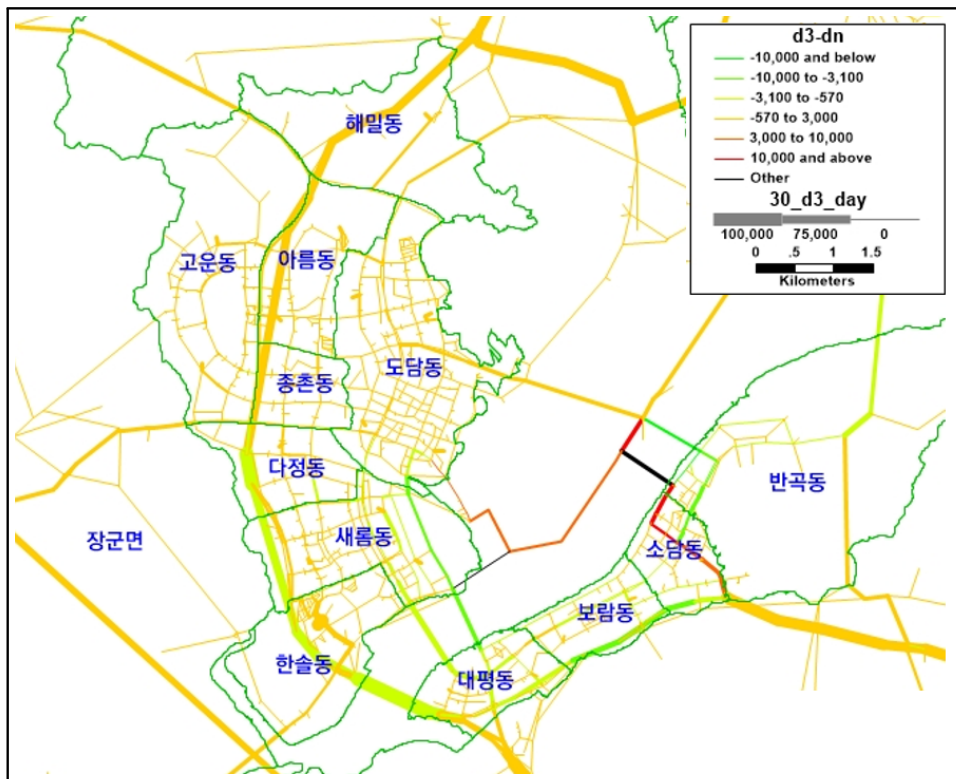 d3-dn
-10,000 and below
-10,000 to -3,100
-3,100 to -570
-570 to 3,000
3,000 to 10,000
10,000 and above
Other
30_d3_day
100,000 75,000 0
0 .5 1 1.5
Kilometers
해밀동
고운동
아름동
도담동
종촌동
다정동
반곡동
새롬동
장군면
소담동
보람동
한솔동
대평동